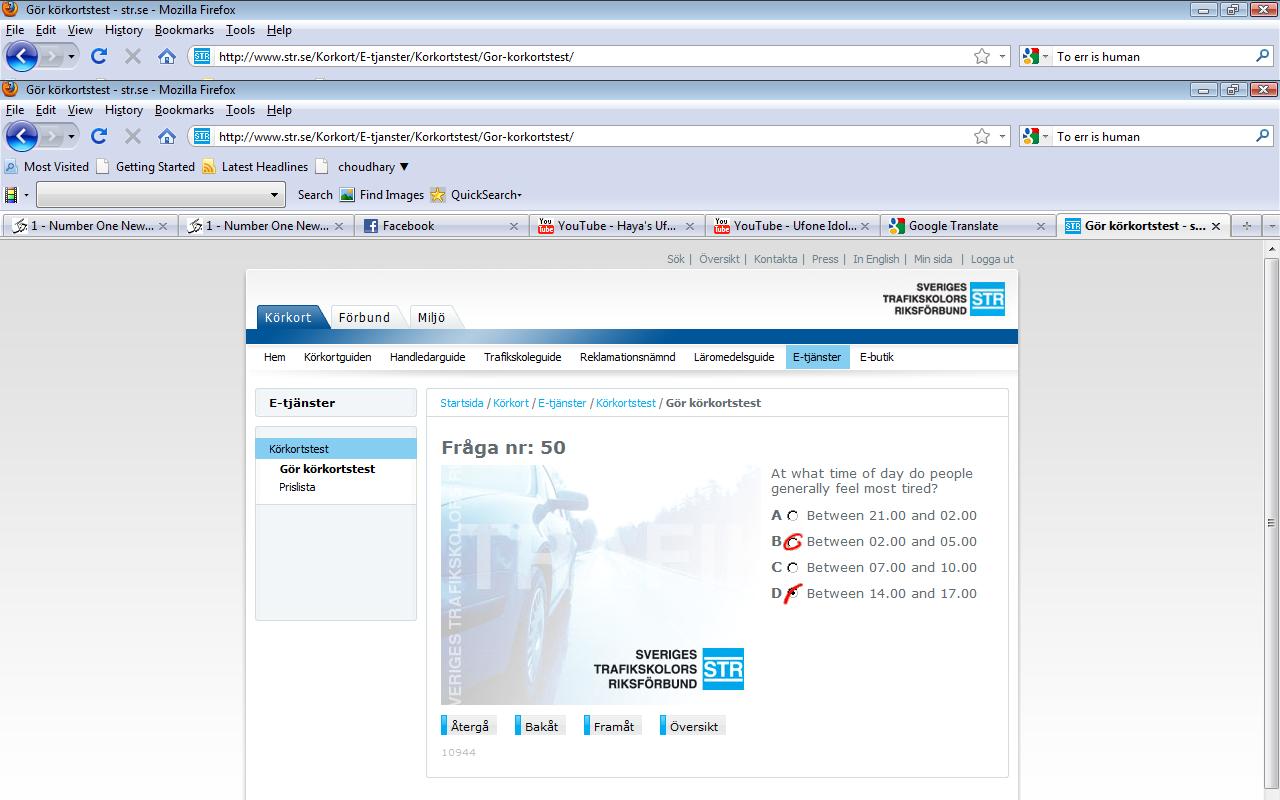 Gör körkortstest - str.se - Mozilla Firefox
File Edit View History Bookmarks Tools Help
http://www.str.se/Korkort/E-tjanster/Korkortstest/Gor-korkortstest/ To err is human
Gör körkortstest - str.se - Mozilla Firefox
File Edit View History Bookmarks Tools Help
STR http://www.str.se/Korkort/E-tjanster/Korkortstest/Gor-korkortstest/ To err is human
Most Visited Getting Started Latest Headlines choudhary
Search Find Images QuickSearch
1 - Number One New... 1 - Number One New... Facebook YouTube - Haya's Uf... YouTube - Ufone Idol... Google Translate Gör körkortstest - s...
Sök | Översikt | Kontakta | Press | In English | Min sida | Logga ut
SVERIGES
TRAFIKSKOLORS STR
RIKSFÖRBUND
Körkort Förbund Miljö
Hem Körkortguiden Handledarguide Trafikskoleguide Reklamationsnämnd Läromedelsguide E-tjänster E-butik
E-tjänster
Körkortstest
Gör körkortstest
Prislista
Startsida / Körkort / E-tjänster / Körkortstest / Gör körkortstest
Fråga nr: 50
At what time of day do people
generally feel most tired?
A Between 21.00 and 02.00
B Between 02.00 and 05.00
C Between 07.00 and 10.00
D Between 14.00 and 17.00
SVERIGES
TRAFIKSKOLORS STR
RIKSFÖRBUND
Återgå Bakåt Framåt Översikt
10944